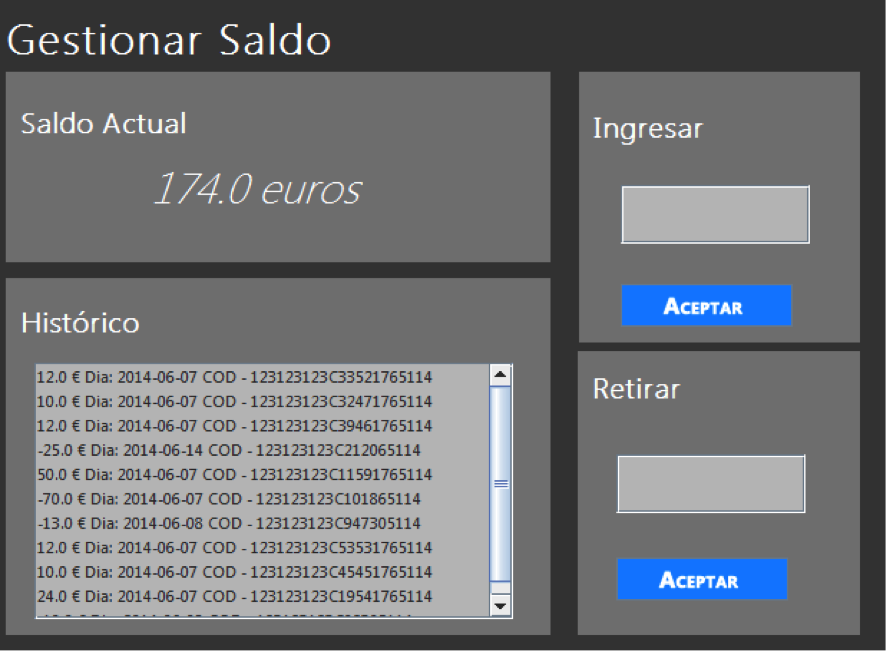 Gestionar Saldo
Saldo Actual
174.0 euros
Histórico
12.0 € Dia: 2014-06-07 COD - 123123123C33521765114
10.0 € Dia: 2014-06-07 COD - 123123123C32471765114
12.0 € Dia: 2014-06-07 COD - 123123123C39461765114
-25.0 € Dia: 2014-06-14 COD - 123123123C212065114
50.0 € Dia: 2014-06-07 COD - 123123123C11591765114
-70.0 € Dia: 2014-06-07 COD - 123123123C101865114
-13.0 € Dia: 2014-06-08 COD - 123123123C947305114
12.0 € Dia: 2014-06-07 COD - 123123123C53531765114
10.0 € Dia: 2014-06-07 COD - 123123123C45451765114
24.0 € Dia: 2014-06-07 COD - 123123123C19541765114
Ingresar
ACEPTAR
Retirar
ACEPTAR